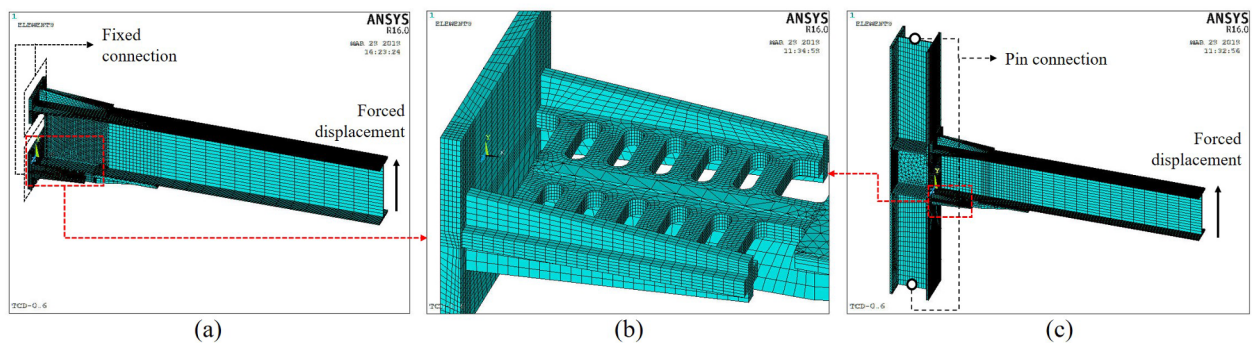 1
ELEMENTS
ANSYS
R16.0
MAR 29 2019
16:23:24
Fixed
connection
Forced
displacement
TCD-0.6
(a)
1
ELEMENTS
ANSYS
R16.0
MAR 29 2019
11:34:59
(b)
1
ELEMENTS
ANSYS
R16.0
MAR 29 2019
11:32:56
Pin connection
Forced
displacement
TCD-0.6
(c)